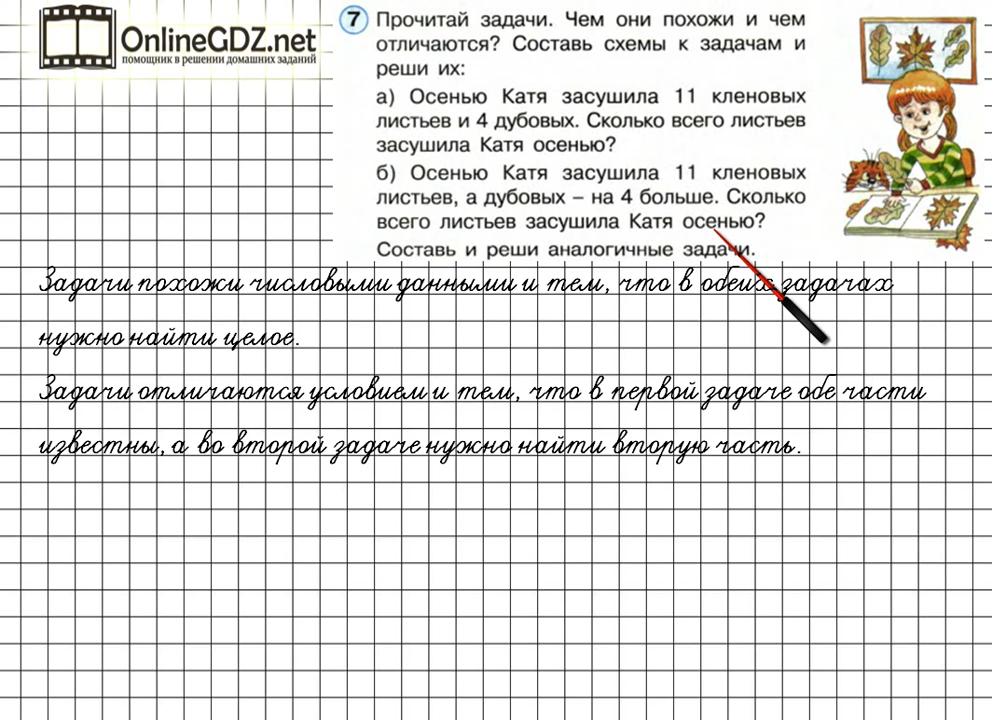 OnlineGDZ.net
помощник в решении домашних заданий
7 Прочитай задачи. Чем они похожи и чем
отличаются? Составь схемы к задачам и
реши их:
а) Осенью Катя засушила 11 кленовых
листьев и 4 дубовых. Сколько всего листьев
засушила Катя осенью?
б) Осенью Катя засушила 11 кленовых
листьев, а дубовых – на 4 больше. Сколько
всего листьев засушила Катя осенью?
Составь и реши аналогичные задачи.
Задачи похожи числовыми данными и тем, что в обеих задачах
нужно найти целое.
Задачи отличаются условием и тем, что в первой задаче обе части
известны, а во второй задаче нужно найти вторую часть.